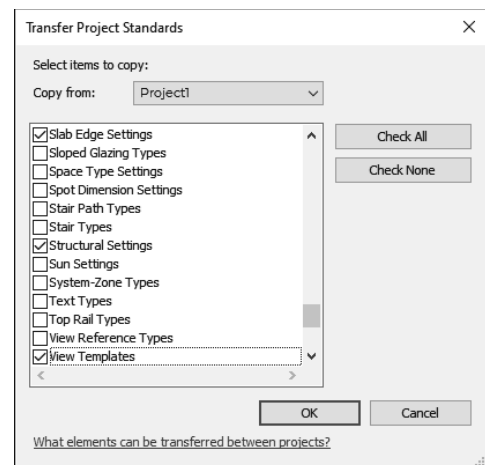 Transfer Project Standards
Select items to copy:
Copy from: Project1
Slab Edge Settings
Sloped Glazing Types
Space Type Settings
Spot Dimension Settings
Stair Path Types
Stair Types
Structural Settings
Sun Settings
System-Zone Types
Text Types
Top Rail Types
View Reference Types
View Templates
Check All
Check None
OK Cancel
What elements can be transferred between projects?